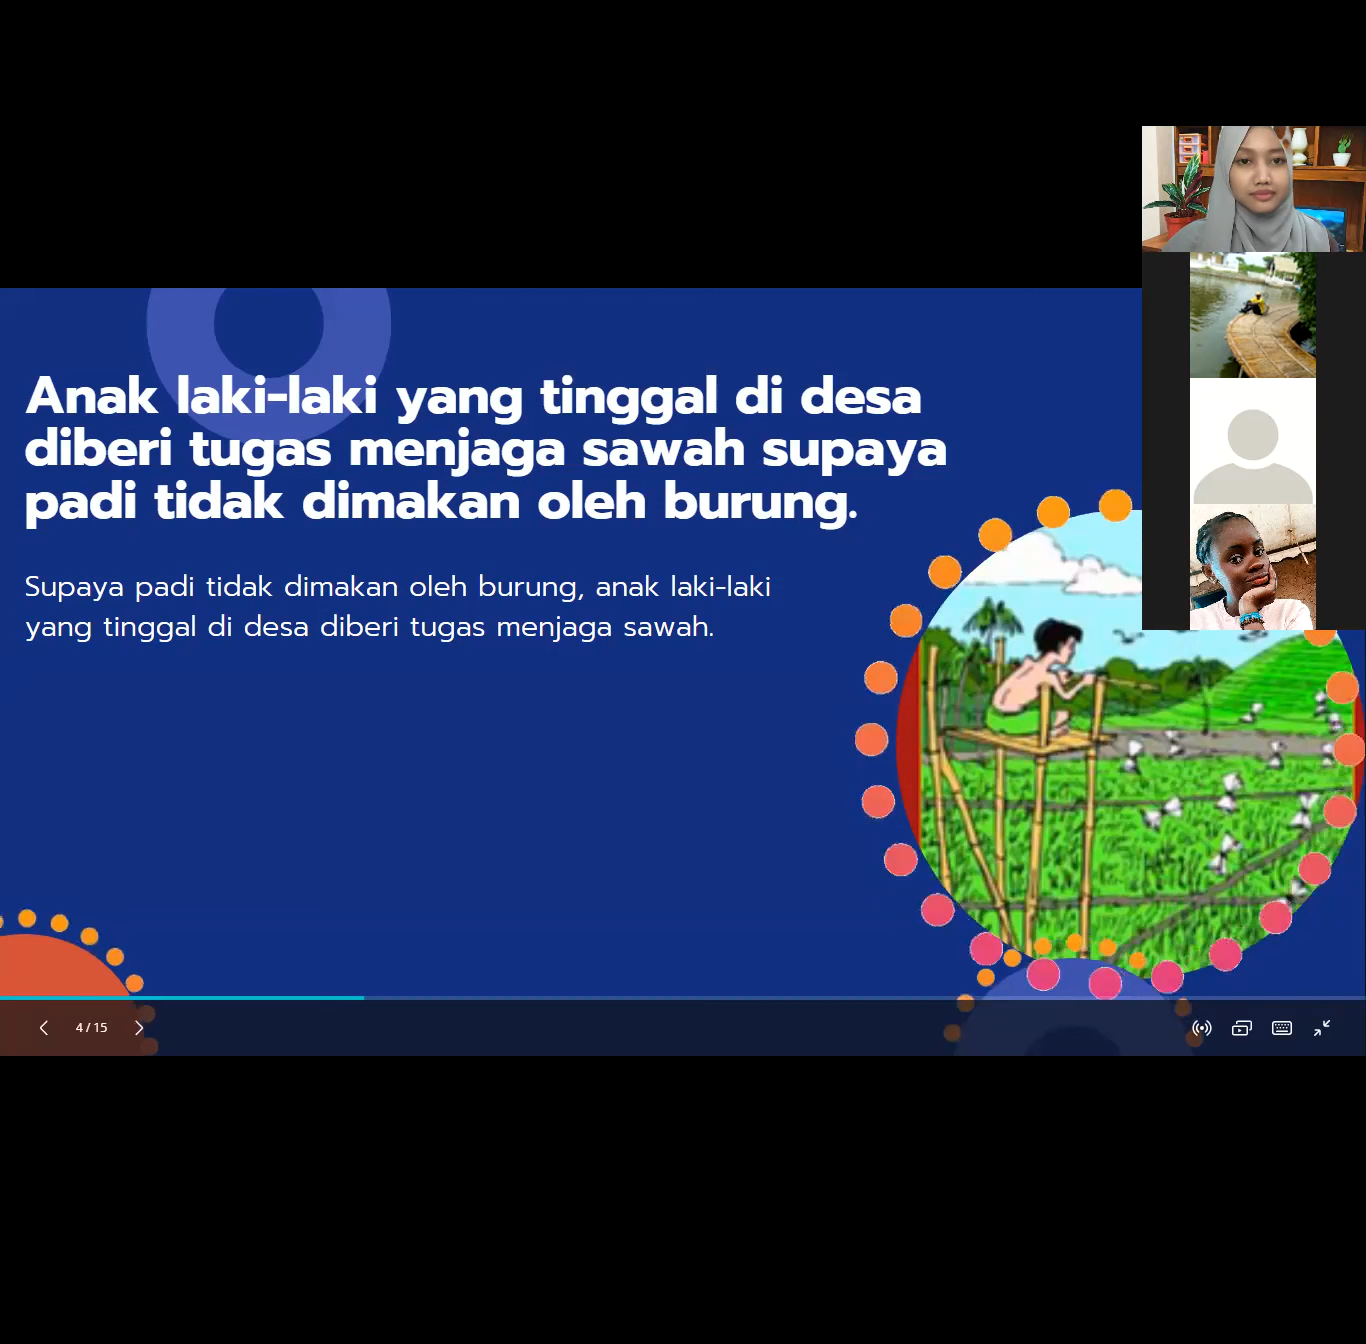 Anak laki-laki yang tinggal di desa
diberi tugas menjaga sawah supaya
padi tidak dimakan oleh burung.
Supaya padi tidak dimakan oleh burung, anak laki-laki
yang tinggal di desa diberi tugas menjaga sawah.
4 / 15